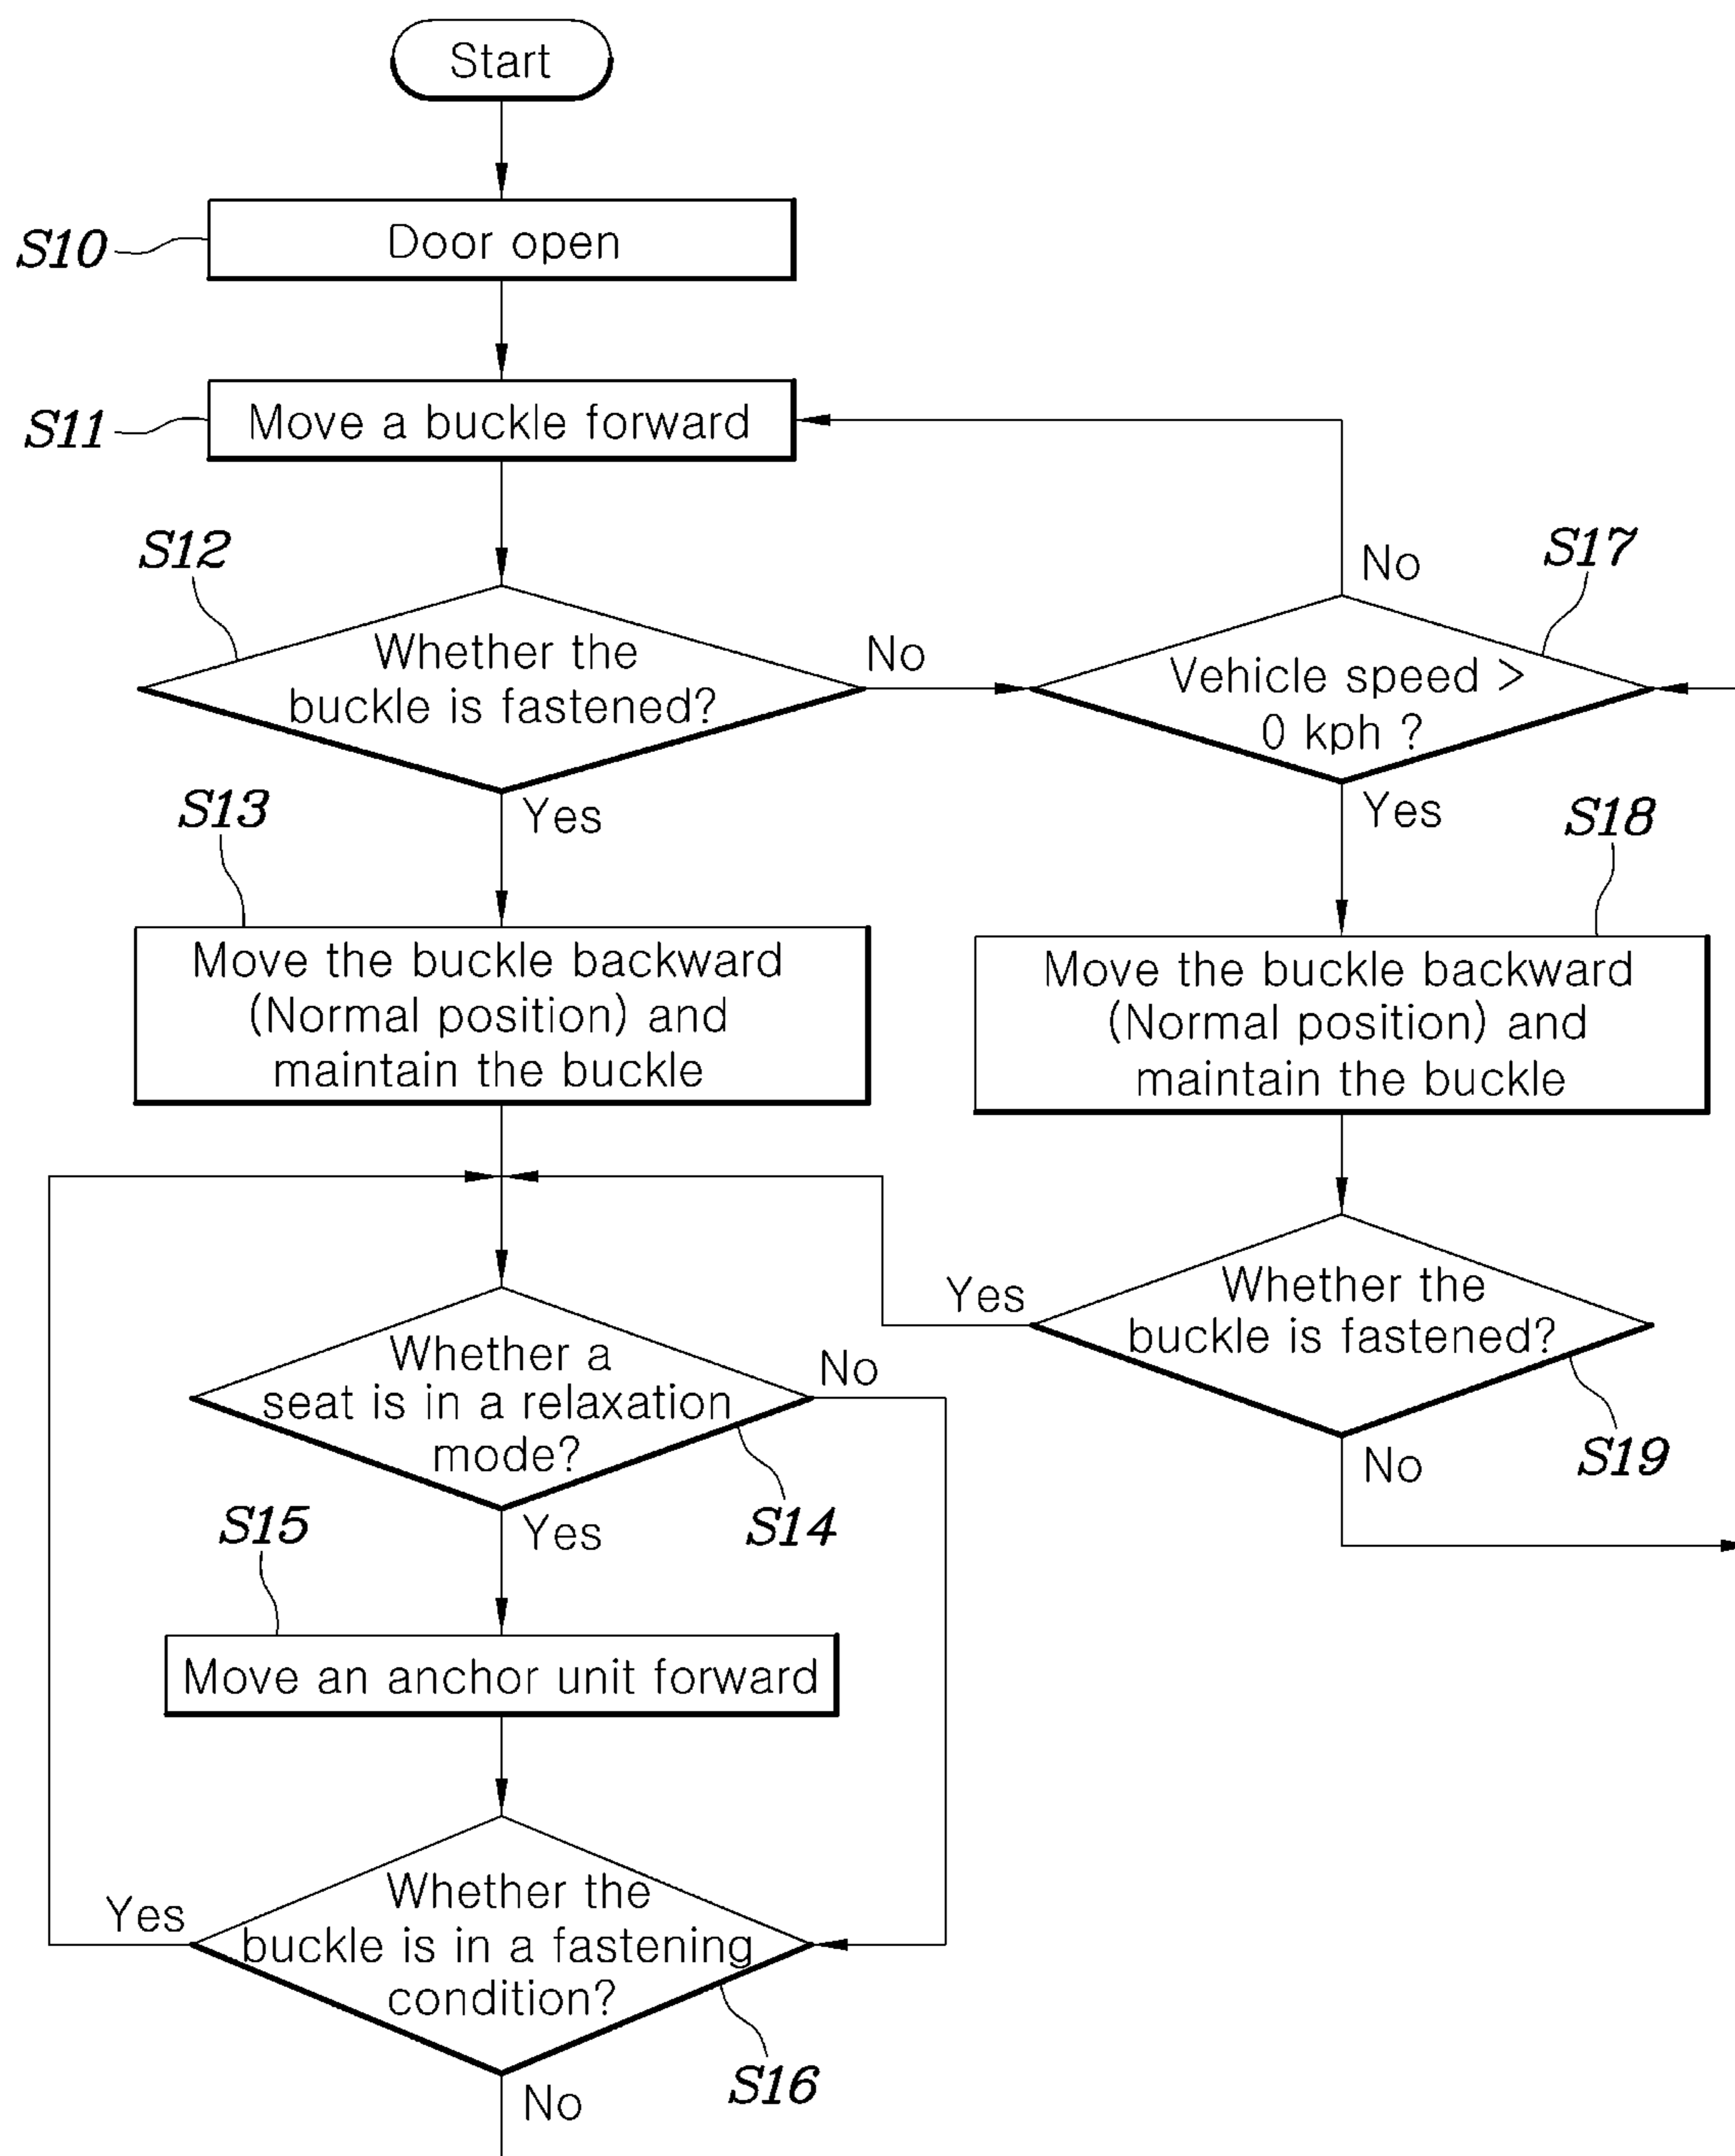 Start
S10
Door open
S11
Move a buckle forward
S12
Whether the
buckle is fastened?
No
Yes
S17
No
Vehicle speed >
0 kph ?
Yes
S13
Move the buckle backward
(Normal position) and
maintain the buckle
S18
Move the buckle backward
(Normal position) and
maintain the buckle
Yes
Whether the
buckle is fastened?
S19
No
Whether a
seat is in a relaxation
mode?
No
S14
Yes
S15
Move an anchor unit forward
Yes
Whether the
buckle is in a fastening
condition?
S16
No